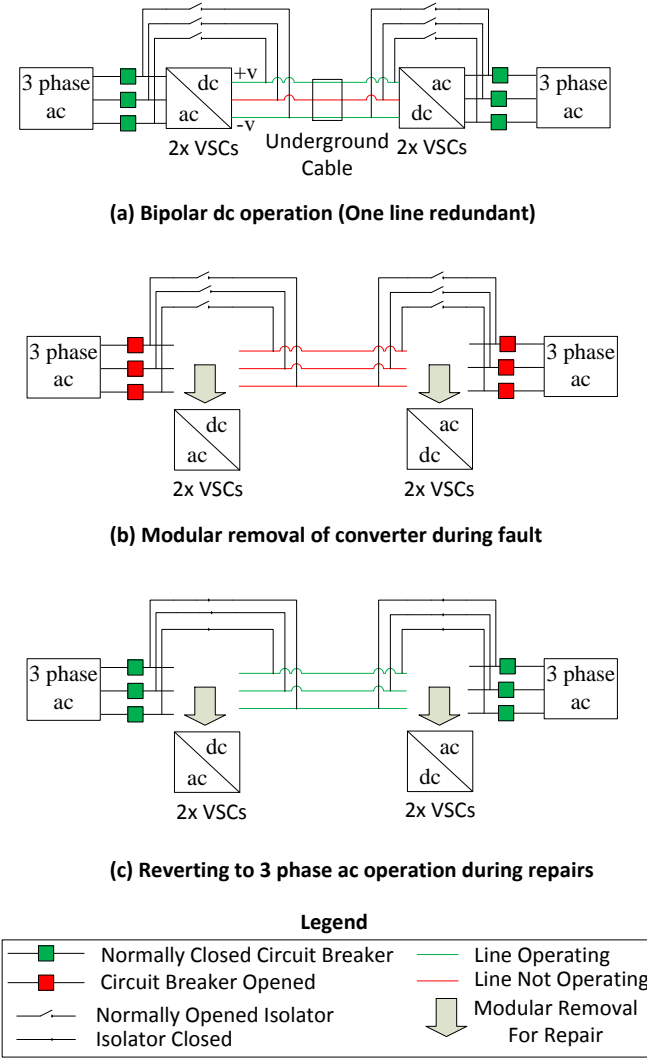 3 phase
ac
dc
ac
+v
-v
2x VSCs
Underground
Cable
ac
dc
2x VSCs
3 phase
ac
(a) Bipolar dc operation (One line redundant)
3 phase
ac
dc
ac
2x VSCs
ac
dc
2x VSCs
3 phase
ac
(b) Modular removal of converter during fault
3 phase
ac
dc
ac
2x VSCs
ac
dc
2x VSCs
3 phase
ac
(c) Reverting to 3 phase ac operation during repairs
Legend
Normally Closed Circuit Breaker
Circuit Breaker Opened
Normally Opened Isolator
Isolator Closed
Line Operating
Line Not Operating
Modular Removal
For Repair